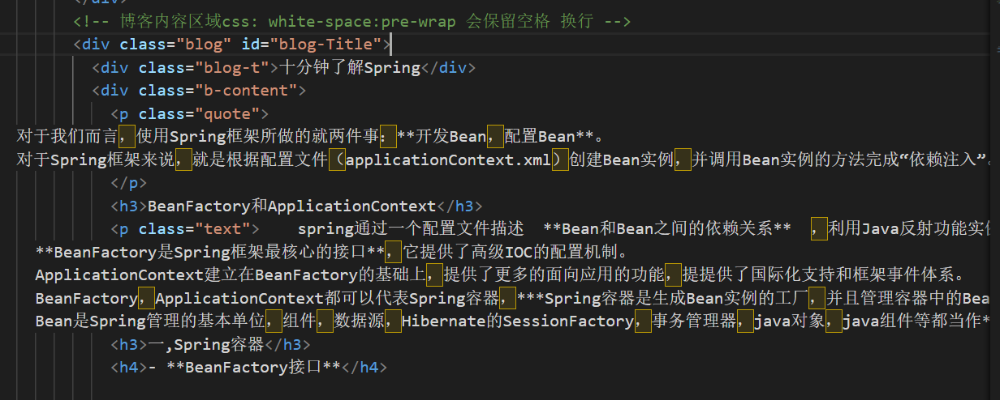 </div>
<!-- 博客内容区域css: white-space:pre-wrap 会保留空格 换行 -->
<div class="blog" id="blog-Title">
<div class="blog-t">十分钟了解Spring</div>
<div class="b-content">
<p class="quote">
对于我们而言，使用Spring框架所做的就两件事：**开发Bean，配置Bean**。
对于Spring框架来说，就是根据配置文件（applicationContext.xml）创建Bean实例，并调用Bean实例的方法完成“依赖注入”。
</p>
<h3>BeanFactory和ApplicationContext</h3>
<p class="text">    spring通过一个配置文件描述  **Bean和Bean之间的依赖关系**  ，利用Java反射功能实
**BeanFactory是Spring框架最核心的接口**，它提供了高级IOC的配置机制。
ApplicationContext建立在BeanFactory的基础上，提供了更多的面向应用的功能，提提供了国际化支持和框架事件体系。
BeanFactory，ApplicationContext都可以代表Spring容器，***Spring容器是生成Bean实例的工厂，并且管理容器中的Bea
Bean是Spring管理的基本单位，组件，数据源，Hibernate的SessionFactory，事务管理器，java对象，java组件等都当作*
<h3>一,Spring容器</h3>
<h4>- **BeanFactory接口**</h4>